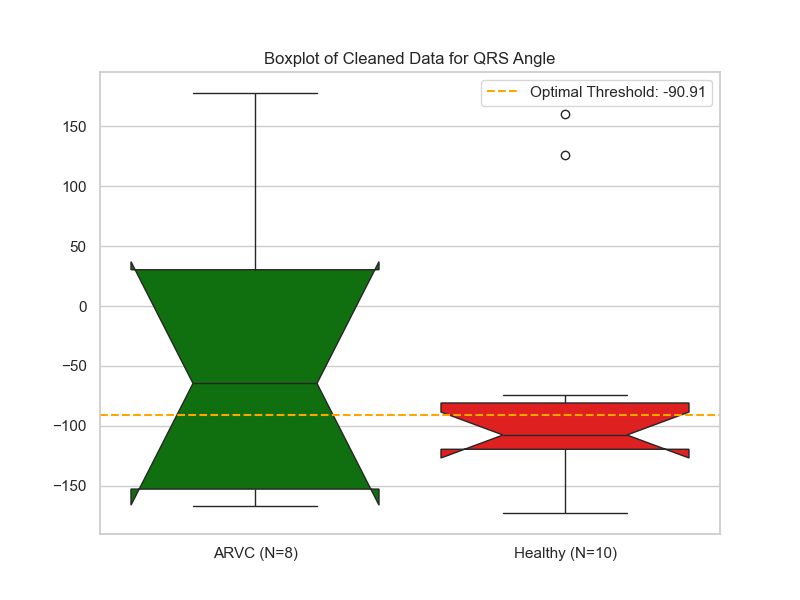 Boxplot of Cleaned Data for QRS Angle
Optimal Threshold: -90.91
150
100
50
0
−50
−100
−150
ARVC (N=8)
Healthy (N=10)